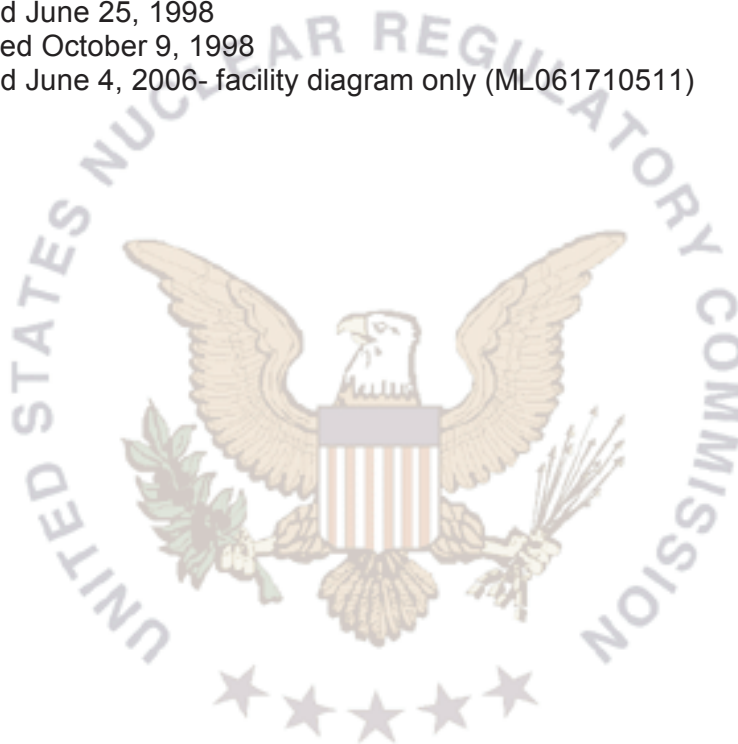 d June 25, 1998
ed October 9, 1998
d June 4, 2006- facility diagram only (ML061710511)
UNITED STATES NUCLEAR REGULATORY COMMISSION